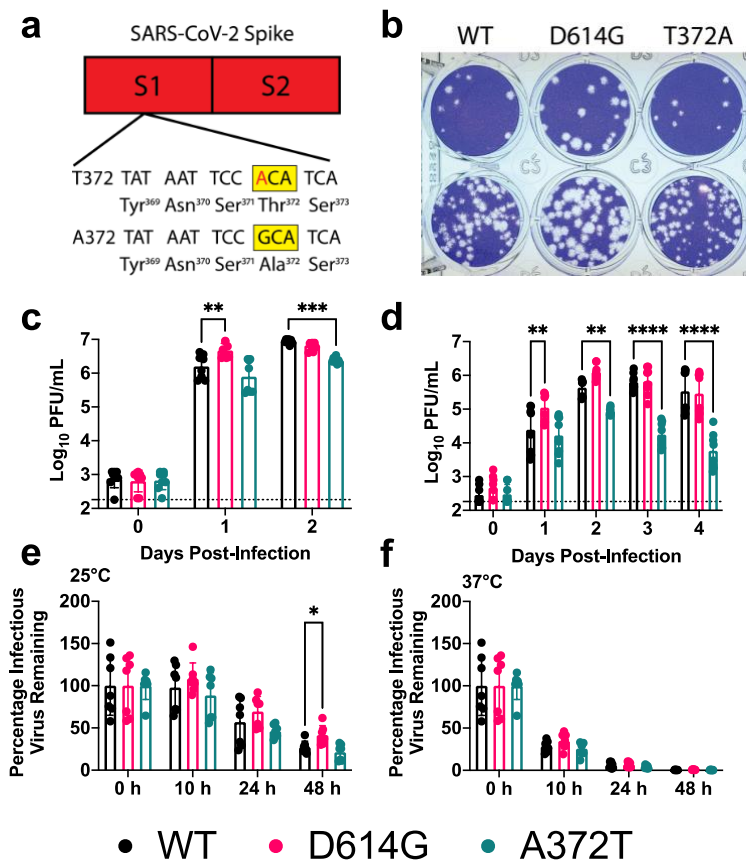 a
SARS-CoV-2 Spike
S1 S2
T372 TAT AAT TCC ACA TCA
Tyr369 Asn370 Ser371 Thr372 Ser373
A372 TAT AAT TCC GCA TCA
Tyr369 Asn370 Ser371 Ala372 Ser373
b
WT D614G T372A
c
** ***
Log10 PFU/mL
7
6
5
4
3
2
0 1 2
Days Post-Infection
d
** ** **** ****
Log10 PFU/mL
7
6
5
4
3
2
0 1 2 3 4
Days Post-Infection
e
25°C
*
Percentage Infectious
Virus Remaining
200
150
100
50
0
0 h 10 h 24 h 48 h
f
37°C
Percentage Infectious
Virus Remaining
200
150
100
50
0
0 h 10 h 24 h 48 h
WT D614G A372T